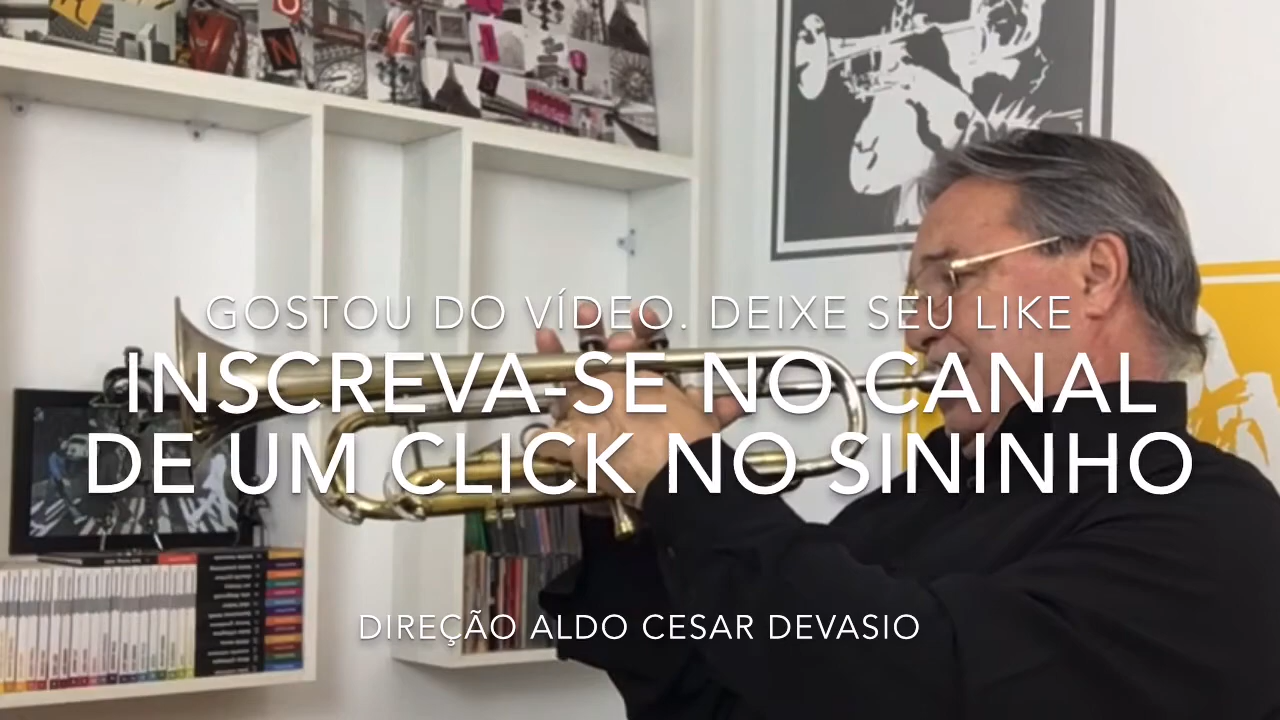 GOSTOU DO VÍDEO. DEIXE SEU LIKE
INSCREVA-SE NO CANAL
DE UM CLICK NO SININHO
DIREÇÃO ALDO CESAR DEVASIO